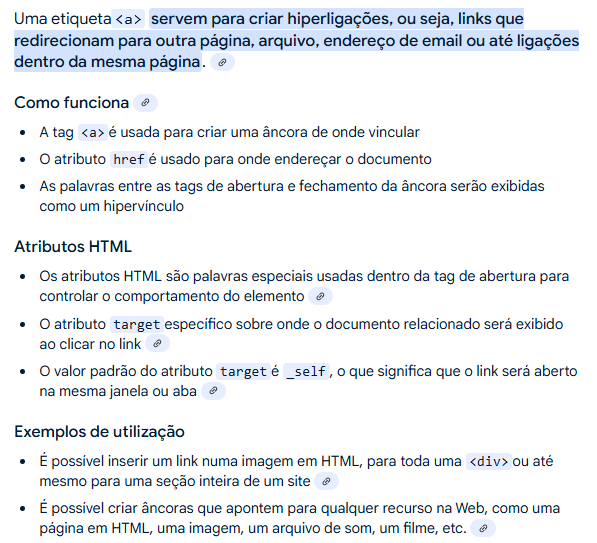 Uma etiqueta <a> servem para criar hiperligações, ou seja, links que
redirecionam para outra página, arquivo, endereço de email ou até ligações
dentro da mesma página.
Como funciona
• A tag <a> é usada para criar uma âncora de onde vincular
• O atributo href é usado para onde endereçar o documento
• As palavras entre as tags de abertura e fechamento da âncora serão exibidas
como um hipervínculo
Atributos HTML
• Os atributos HTML são palavras especiais usadas dentro da tag de abertura para
controlar o comportamento do elemento
• O atributo target específico sobre onde o documento relacionado será exibido
ao clicar no link
• O valor padrão do atributo target é _self, o que significa que o link será aberto
na mesma janela ou aba
Exemplos de utilização
• É possível inserir um link numa imagem em HTML, para toda uma <div> ou até
mesmo para uma seção inteira de um site
• É possível criar âncoras que apontem para qualquer recurso na Web, como uma
página em HTML, uma imagem, um arquivo de som, um filme, etc.